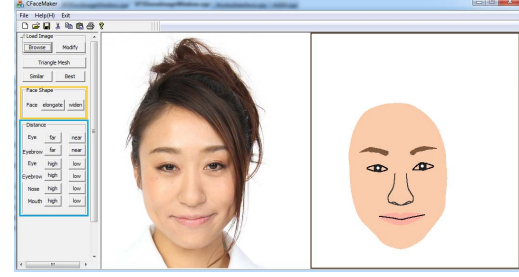 CFaceMaker
File Help(H) Exit
Load Image
Browse Modify
Triangle Mesh
Similar Best
Face Shape
Face elongate widen
Distance
Eye far near
Eyebrow far near
Eye high low
Eyebrow high low
Nose high low
Mouth high low